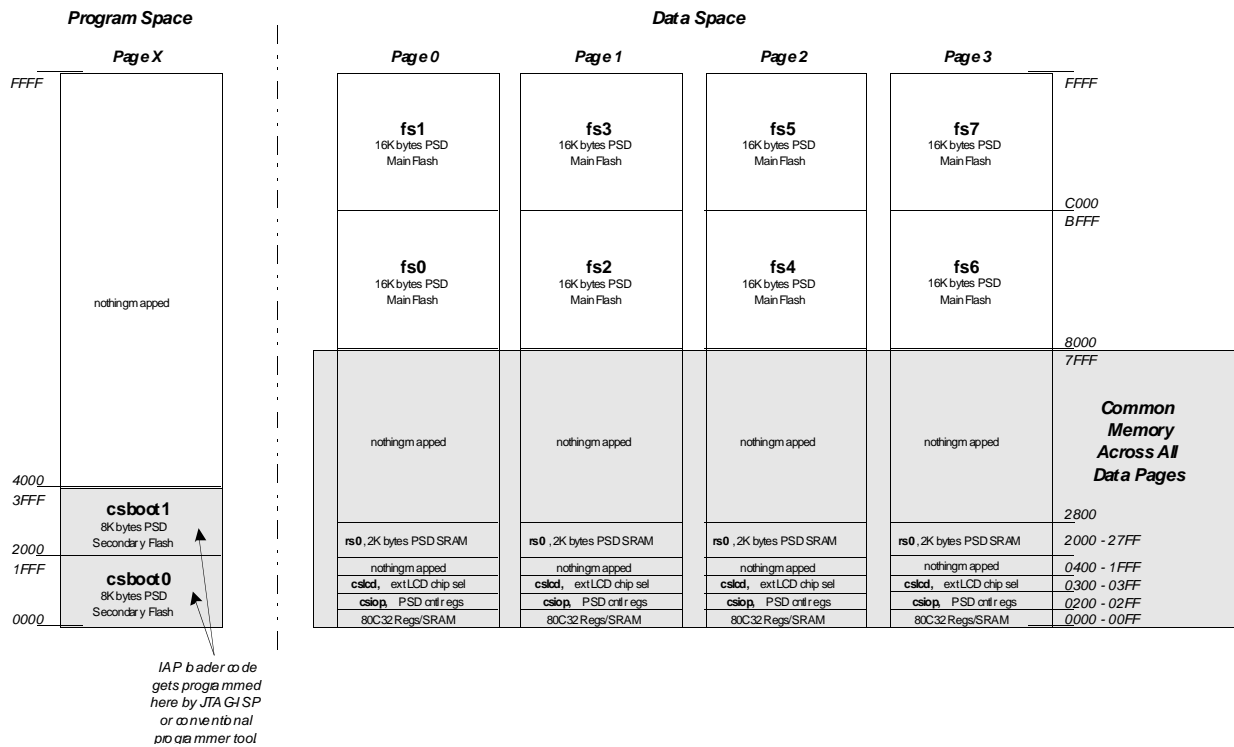 Program Space
Data Space
Page X
Page 0
Page 1
Page 2
Page 3
FFFF
FFFF
fs1
16K bytes PSD
Main Flash
fs3
16K bytes PSD
Main Flash
fs5
16K bytes PSD
Main Flash
fs7
16K bytes PSD
Main Flash
C000
BFFF
fs0
16K bytes PSD
Main Flash
fs2
16K bytes PSD
Main Flash
fs4
16K bytes PSD
Main Flash
fs6
16K bytes PSD
Main Flash
nothing mapped
8000
7FFF
nothing mapped
nothing mapped
nothing mapped
nothing mapped
Common
Memory
Across All
Data Pages
4000
3FFF
csboot1
8K bytes PSD
Secondary Flash
2000
1FFF
csboot0
8K bytes PSD
Secondary Flash
0000
2800
rs0, 2K bytes PSD SRAM
rs0, 2K bytes PSD SRAM
rs0, 2K bytes PSD SRAM
rs0, 2K bytes PSD SRAM
2000 - 27FF
nothing mapped
nothing mapped
nothing mapped
nothing mapped
0400 - 1FFF
cslcd, ext LCD chip sel
cslcd, ext LCD chip sel
cslcd, ext LCD chip sel
cslcd, ext LCD chip sel
0300 - 03FF
csiop, PSD cntl regs
csiop, PSD cntl regs
csiop, PSD cntl regs
csiop, PSD cntl regs
0200 - 02FF
80C32 Regs/SRAM
80C32 Regs/SRAM
80C32 Regs/SRAM
80C32 Regs/SRAM
0000 - 00FF
IAP loader code
gets programmed
here by JTAG-ISP
or conventional
programmer tool.